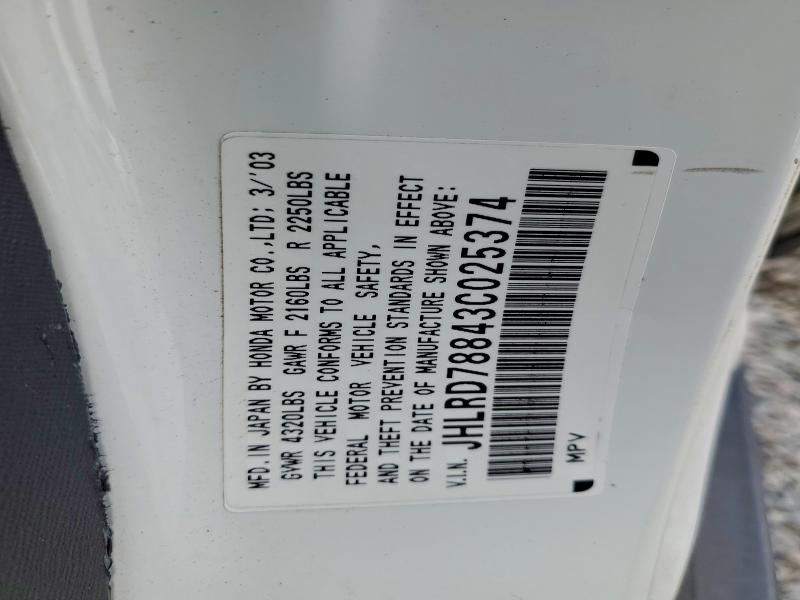 MFD. IN JAPAN BY HONDA MOTOR CO.,LTD; 3/'03
GVWR 4320LBS GAWR F 2160LBS R 2250LBS
THIS VEHICLE CONFORMS TO ALL APPLICABLE
FEDERAL MOTOR VEHICLE SAFETY,
AND THEFT PREVENTION STANDARDS IN EFFECT
ON THE DATE OF MANUFACTURE SHOWN ABOVE:
V.I.N. JHLRD78843C025374
MPV